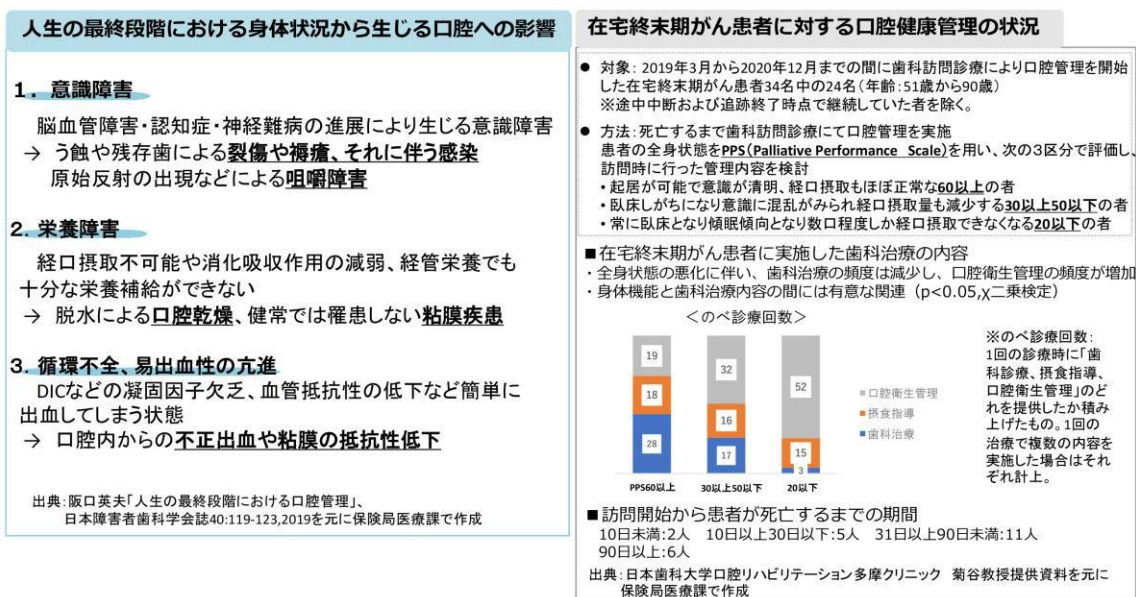 人生の最終段階における身体状況から生じる口腔への影響
1．意識障害
脳血管障害・認知症・神経難病の進展により生じる意識障害
→ う蝕や残存歯による裂傷や褥瘡、それに伴う感染
原始反射の出現などによる咀嚼障害
2．栄養障害
経口摂取不可能や消化吸収作用の減弱、経管栄養でも
十分な栄養補給ができない
→ 脱水による口腔乾燥、健常では罹患しない粘膜疾患
3．循環不全、易出血性の亢進
DICなどの凝固因子欠乏、血管抵抗性の低下など簡単に
出血してしまう状態
→ 口腔内からの不正出血や粘膜の抵抗性低下
出典：阪口英夫「人生の最終段階における口腔管理」、
日本障害者歯科学会誌40:119-123,2019を元に保険局医療課で作成
在宅終末期がん患者に対する口腔健康管理の状況
● 対象：2019年3月から2020年12月までの間に歯科訪問診療により口腔管理を開始
した在宅終末期がん患者34名中の24名（年齢：51歳から90歳）
※途中中断および追跡終了時点で継続していた者を除く。
● 方法：死亡するまで歯科訪問診療にて口腔管理を実施
患者の全身状態をPPS（Palliative Performance Scale）を用い、次の3区分で評価し、
訪問時に行った管理内容を検討
・起居が可能で意識が清明、経口摂取もほぼ正常な60以上の者
・臥床しがちになり意識に混乱がみられ経口摂取量も減少する30以上50以下の者
・常に臥床となり傾眠傾向となり数口程度しか経口摂取できなくなる20以下の者
■在宅終末期がん患者に実施した歯科治療の内容
・全身状態の悪化に伴い、歯科治療の頻度は減少し、口腔衛生管理の頻度が増加
・身体機能と歯科治療内容の間には有意な関連（p<0.05,χ二乗検定）
＜のべ診療回数＞
19
18
28
32
16
17
52
15
3
PPS60以上
30以上50以下
20以下
■口腔衛生管理
■摂食指導
■歯科治療
※のべ診療回数：
1回の診療時に「歯
科診療、摂食指導、
口腔衛生管理」のど
れを提供したか積み
上げたもの。1回の
治療で複数の内容を
実施した場合はそれ
ぞれ計上。
■訪問開始から患者が死亡するまでの期間
10日未満：2人 10日以上30日以下：5人 31日以上90日未満：11人
90日以上：6人
出典：日本歯科大学口腔リハビリテーション多摩クリニック 菊谷教授提供資料を元に
保険局医療課で作成